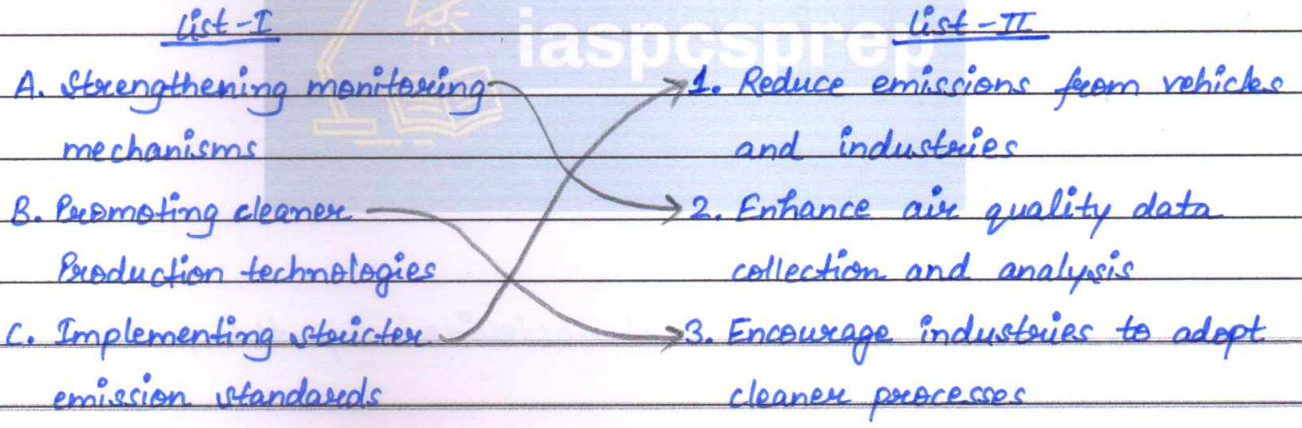 List-I List-II
iaspcsprep
A. Strengthening monitoring 1. Reduce emissions from vehicles
mechanisms and industries
B. Promoting cleaner 2. Enhance air quality data
Production technologies collection and analysis
C. Implementing stricter 3. Encourage industries to adopt
emission standards cleaner processes